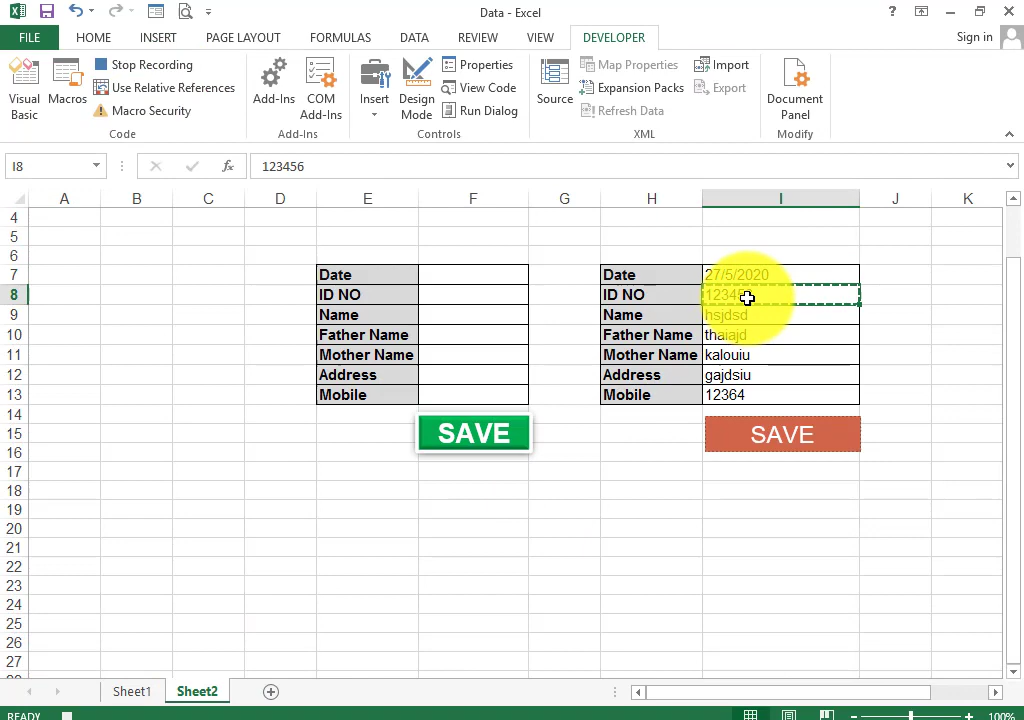 Data - Excel
?
FILE HOME INSERT PAGE LAYOUT FORMULAS DATA REVIEW VIEW DEVELOPER Sign in
Visual Basic
Macros
Stop Recording
Use Relative References
Macro Security
Code
Add-Ins
COM Add-Ins
Add-Ins
Insert
Design Mode
Properties
View Code
Run Dialog
Controls
Source
Map Properties
Expansion Packs
Refresh Data
Import
Export
XML
Document Panel
Modify
I8 fx 123456
A B C D E F G H I J K
4
5
6
7 Date Date 27/5/2020
8 ID NO ID NO
9 Name Name hsjdsd
10 Father Name Father Name thaiajd
11 Mother Name Mother Name kalouiu
12 Address Address gajdsiu
13 Mobile Mobile 12364
14
15 SAVE SAVE
16
17
18
19
20
21
22
23
24
25
26
27
Sheet1 Sheet2
READY 100%